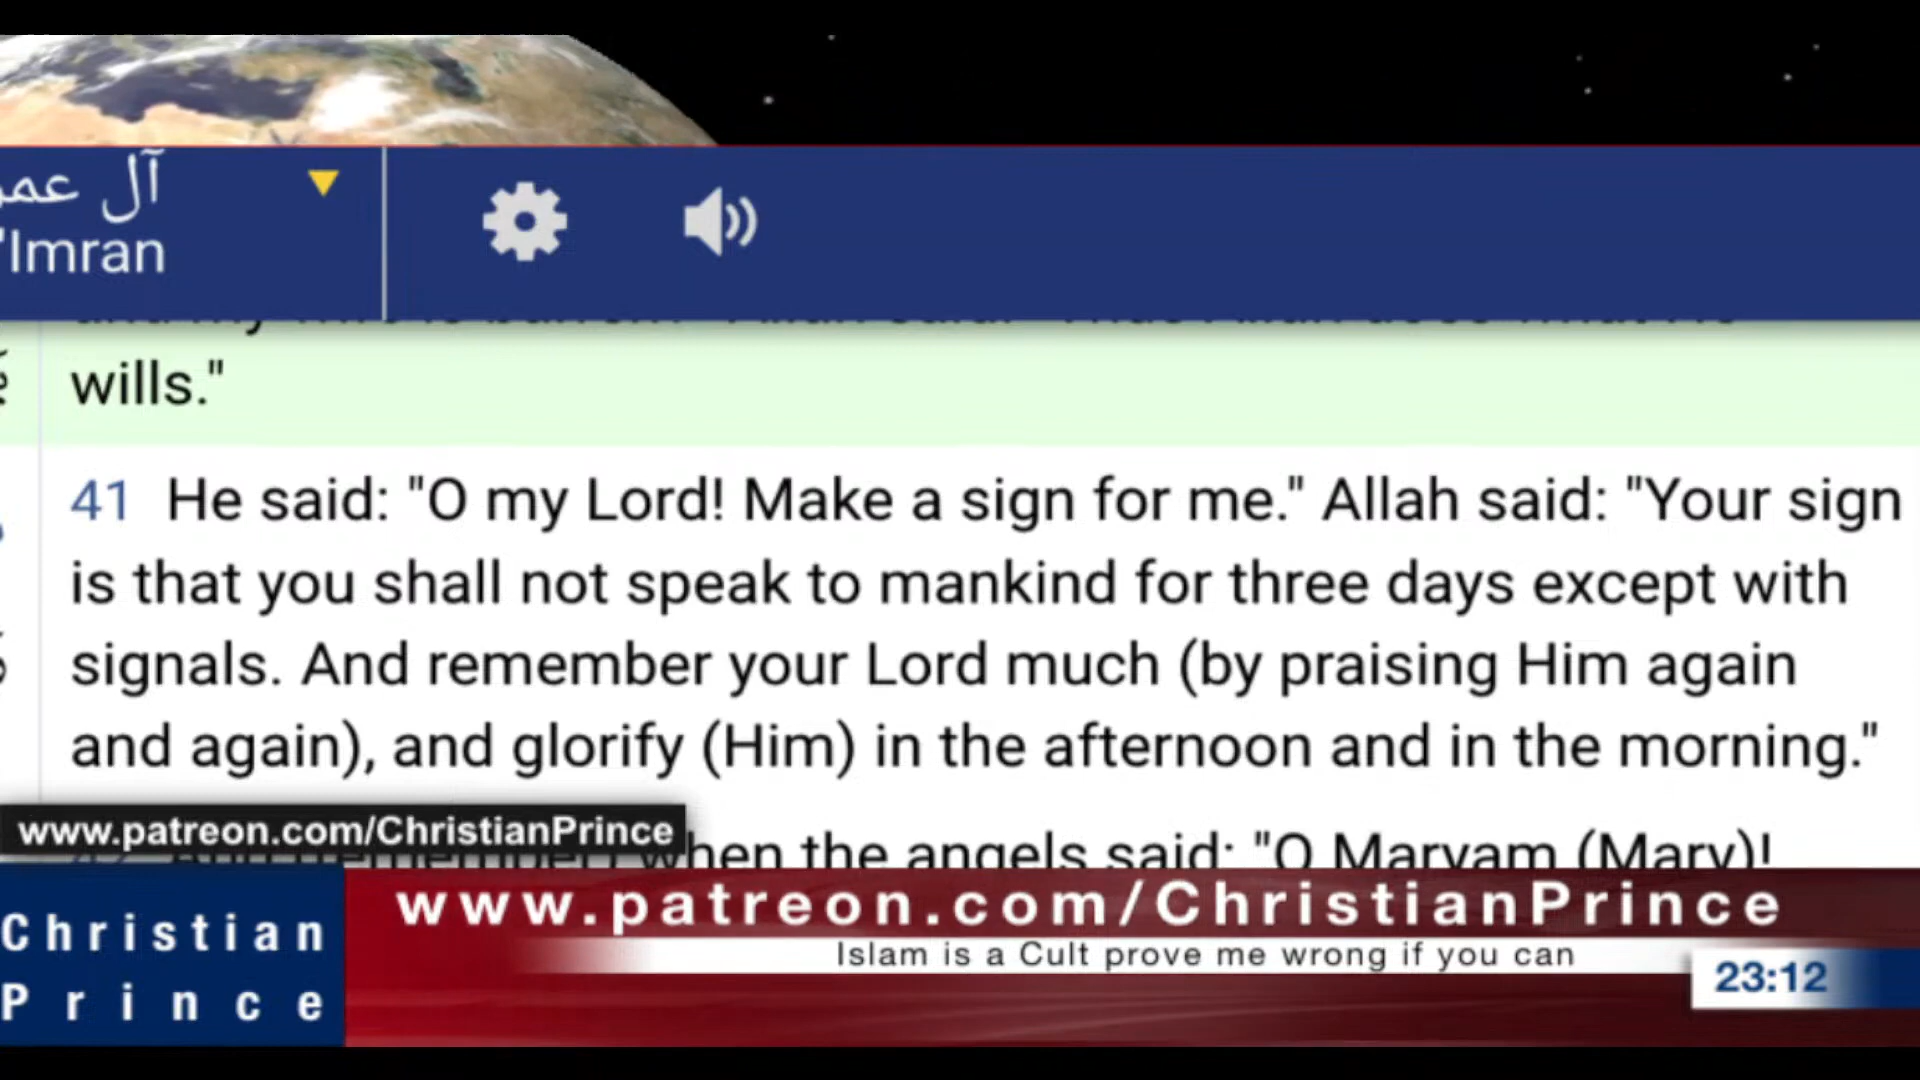 آل عمر
'Imran
wills."
41 He said: "O my Lord! Make a sign for me." Allah said: "Your sign
is that you shall not speak to mankind for three days except with
signals. And remember your Lord much (by praising Him again
and again), and glorify (Him) in the afternoon and in the morning."
www.patreon.com/ChristianPrince
when the angels said: "O Maryam (Mary)!
www.patreon.com/ChristianPrince
Christian
Prince
Islam is a Cult prove me wrong if you can
23:12